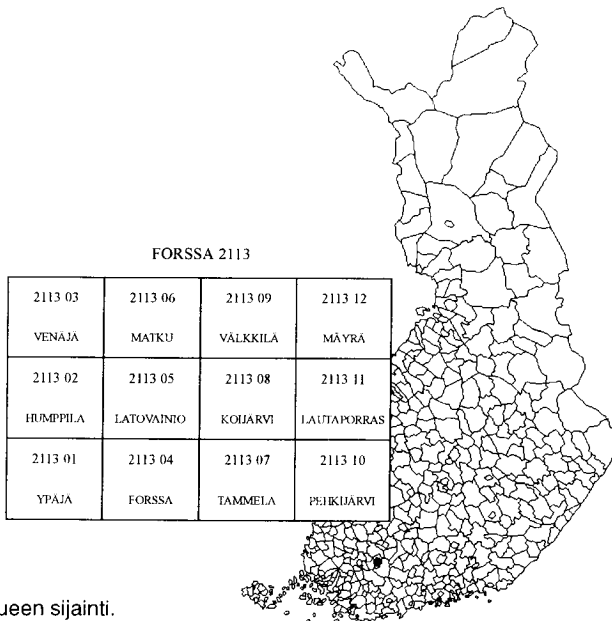 FORSSA 2113
2113 03 2113 06 2113 09 2113 12
VENÄJÄ MATKU VÄLKKILÄ MÄYRÄ
2113 02 2113 05 2113 08 2113 11
HUMPPILA LATOVAINIO KOIJÄRVI LAUTAPORRAS
2113 01 2113 04 2113 07 2113 10
YPÄJÄ FORSSA TAMMELA PEHKIJÄRVI
ueen sijainti.